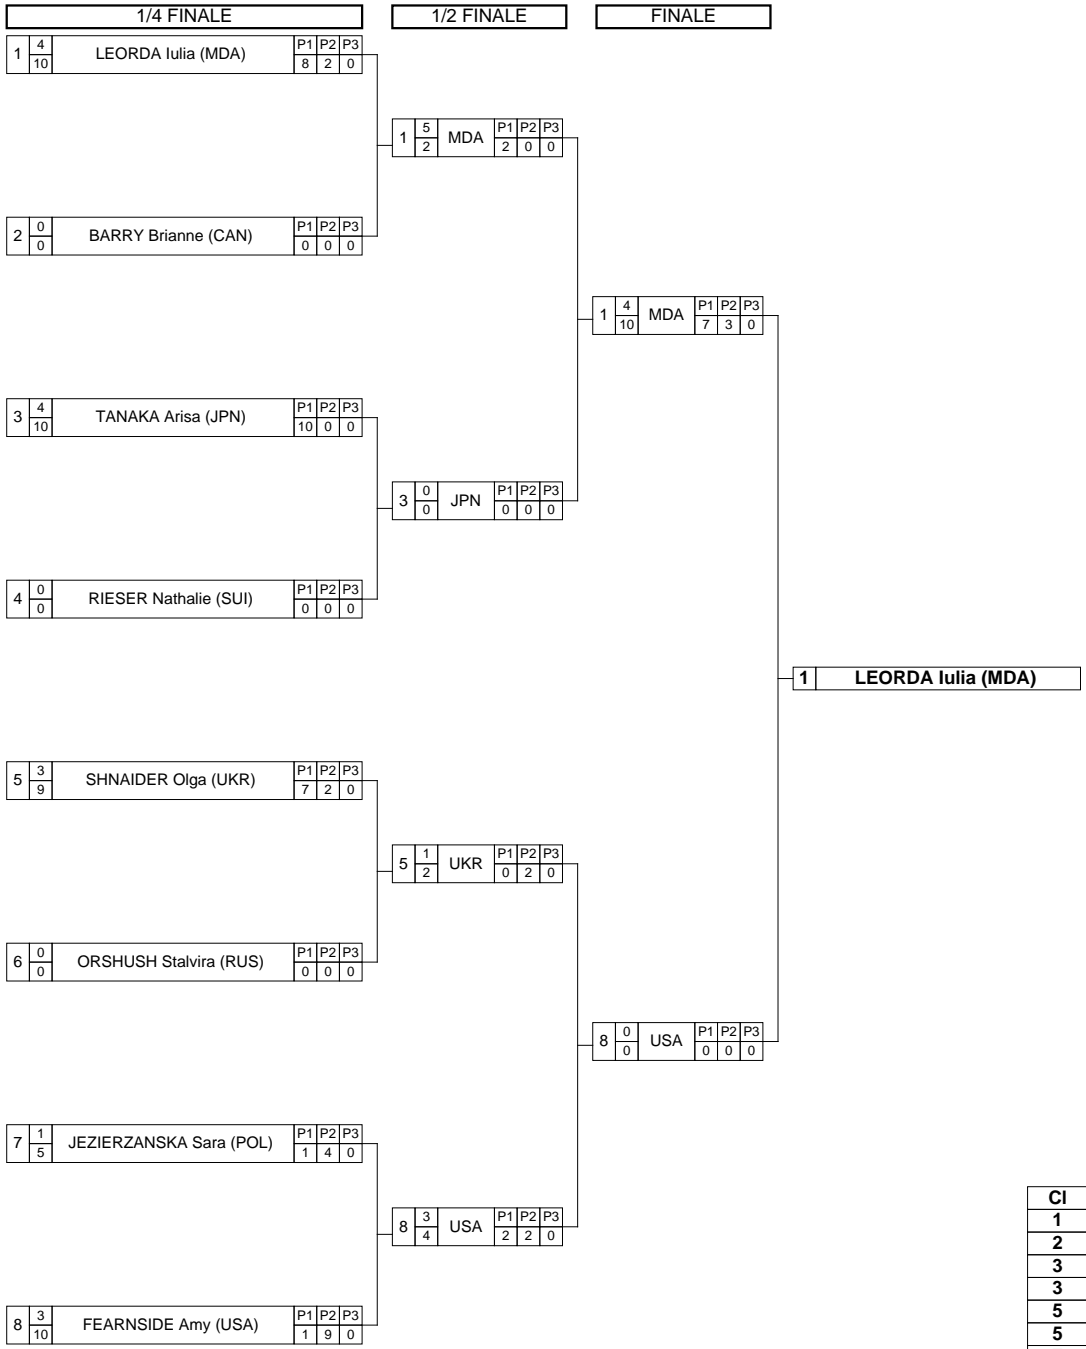 1/4 FINALE 1/2 FINALE FINALE
1 4 10 LEORDA Iulia (MDA) P1 P2 P3 8 2 0
1 5 2 MDA P1 P2 P3 2 0 0
2 0 0 BARRY Brianne (CAN) P1 P2 P3 0 0 0
1 4 10 MDA P1 P2 P3 7 3 0
3 4 10 TANAKA Arisa (JPN) P1 P2 P3 10 0 0
3 0 0 JPN P1 P2 P3 0 0 0
4 0 0 RIESER Nathalie (SUI) P1 P2 P3 0 0 0
1 LEORDA Iulia (MDA)
5 3 9 SHNAIDER Olga (UKR) P1 P2 P3 7 2 0
5 1 2 UKR P1 P2 P3 0 2 0
6 0 0 ORSHUSH Stalvira (RUS) P1 P2 P3 0 0 0
8 0 0 USA P1 P2 P3 0 0 0
7 1 5 JEZIERZANSKA Sara (POL) P1 P2 P3 1 4 0
8 3 4 USA P1 P2 P3 2 2 0
8 3 10 FEARNSIDE Amy (USA) P1 P2 P3 1 9 0
Cl
1
2
3
3
5
5